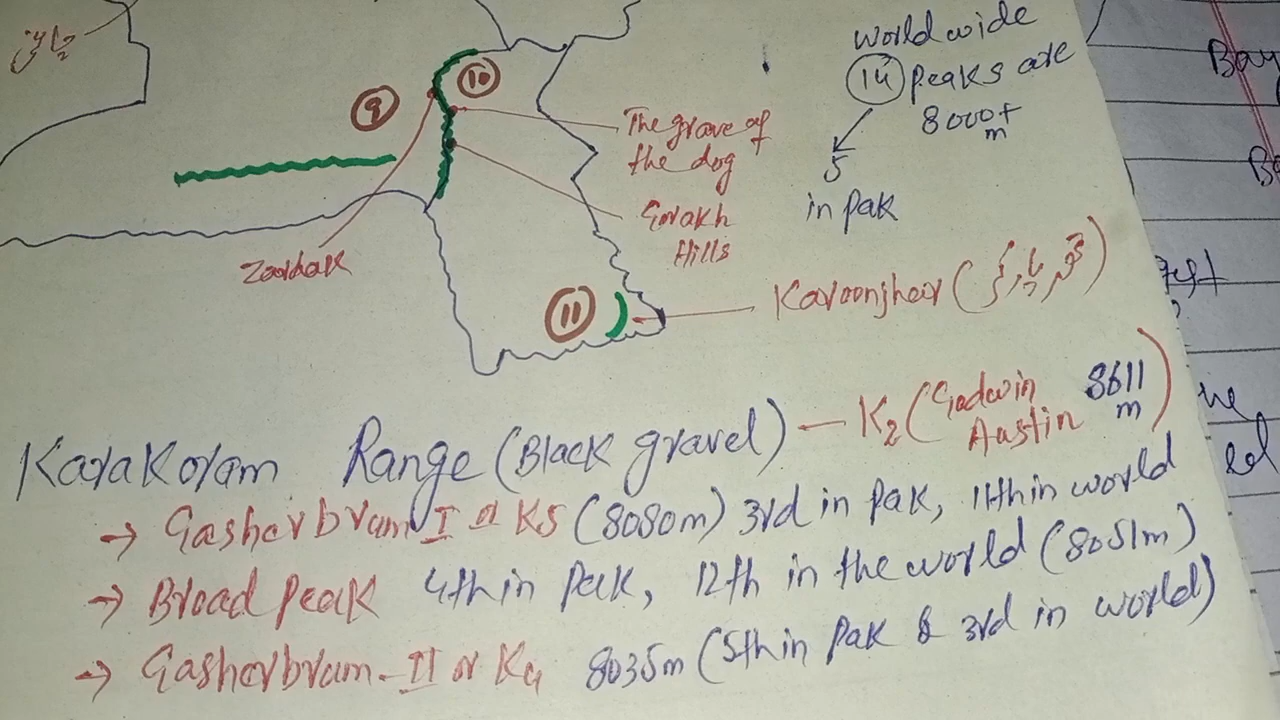 World wide
14 peaks are
8000+
m
5
in Pak
9
10
The grave of
the dog
Gorakh
Hills
Zardak
11
Karoonjhar (
Karakoram Range (Black gravel) — K2 (Godwin Austin 8611 m)
→ Gasherbrum I or K5 (8080m) 3rd in Pak, 11th in world
→ Broad Peak 4th in Pak, 12th in the world (8051m)
→ Gasherbrum-II or K4 8035m (5th in Pak & 3rd in world)
Bay